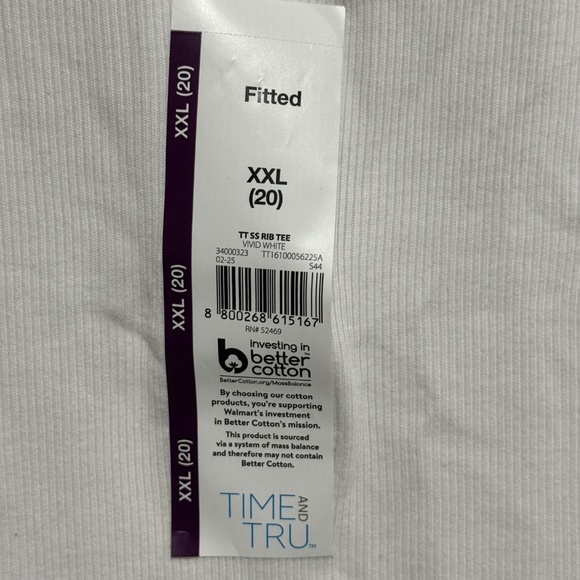 XXL (20)
Fitted
XXL
(20)
TT SS RIB TEE
VIVID WHITE
34000323 TT16100056225A
02-25 S44
8 800268 615167
RN# 52469
XXL (20)
investing in
better™
cotton
BetterCotton.org/MassBalance
By choosing our cotton
products, you're supporting
Walmart's investment
in Better Cotton's mission.
This product is sourced
via a system of mass balance
and therefore may not contain
Better Cotton.
XXL (20)
TIME AND
TRU™